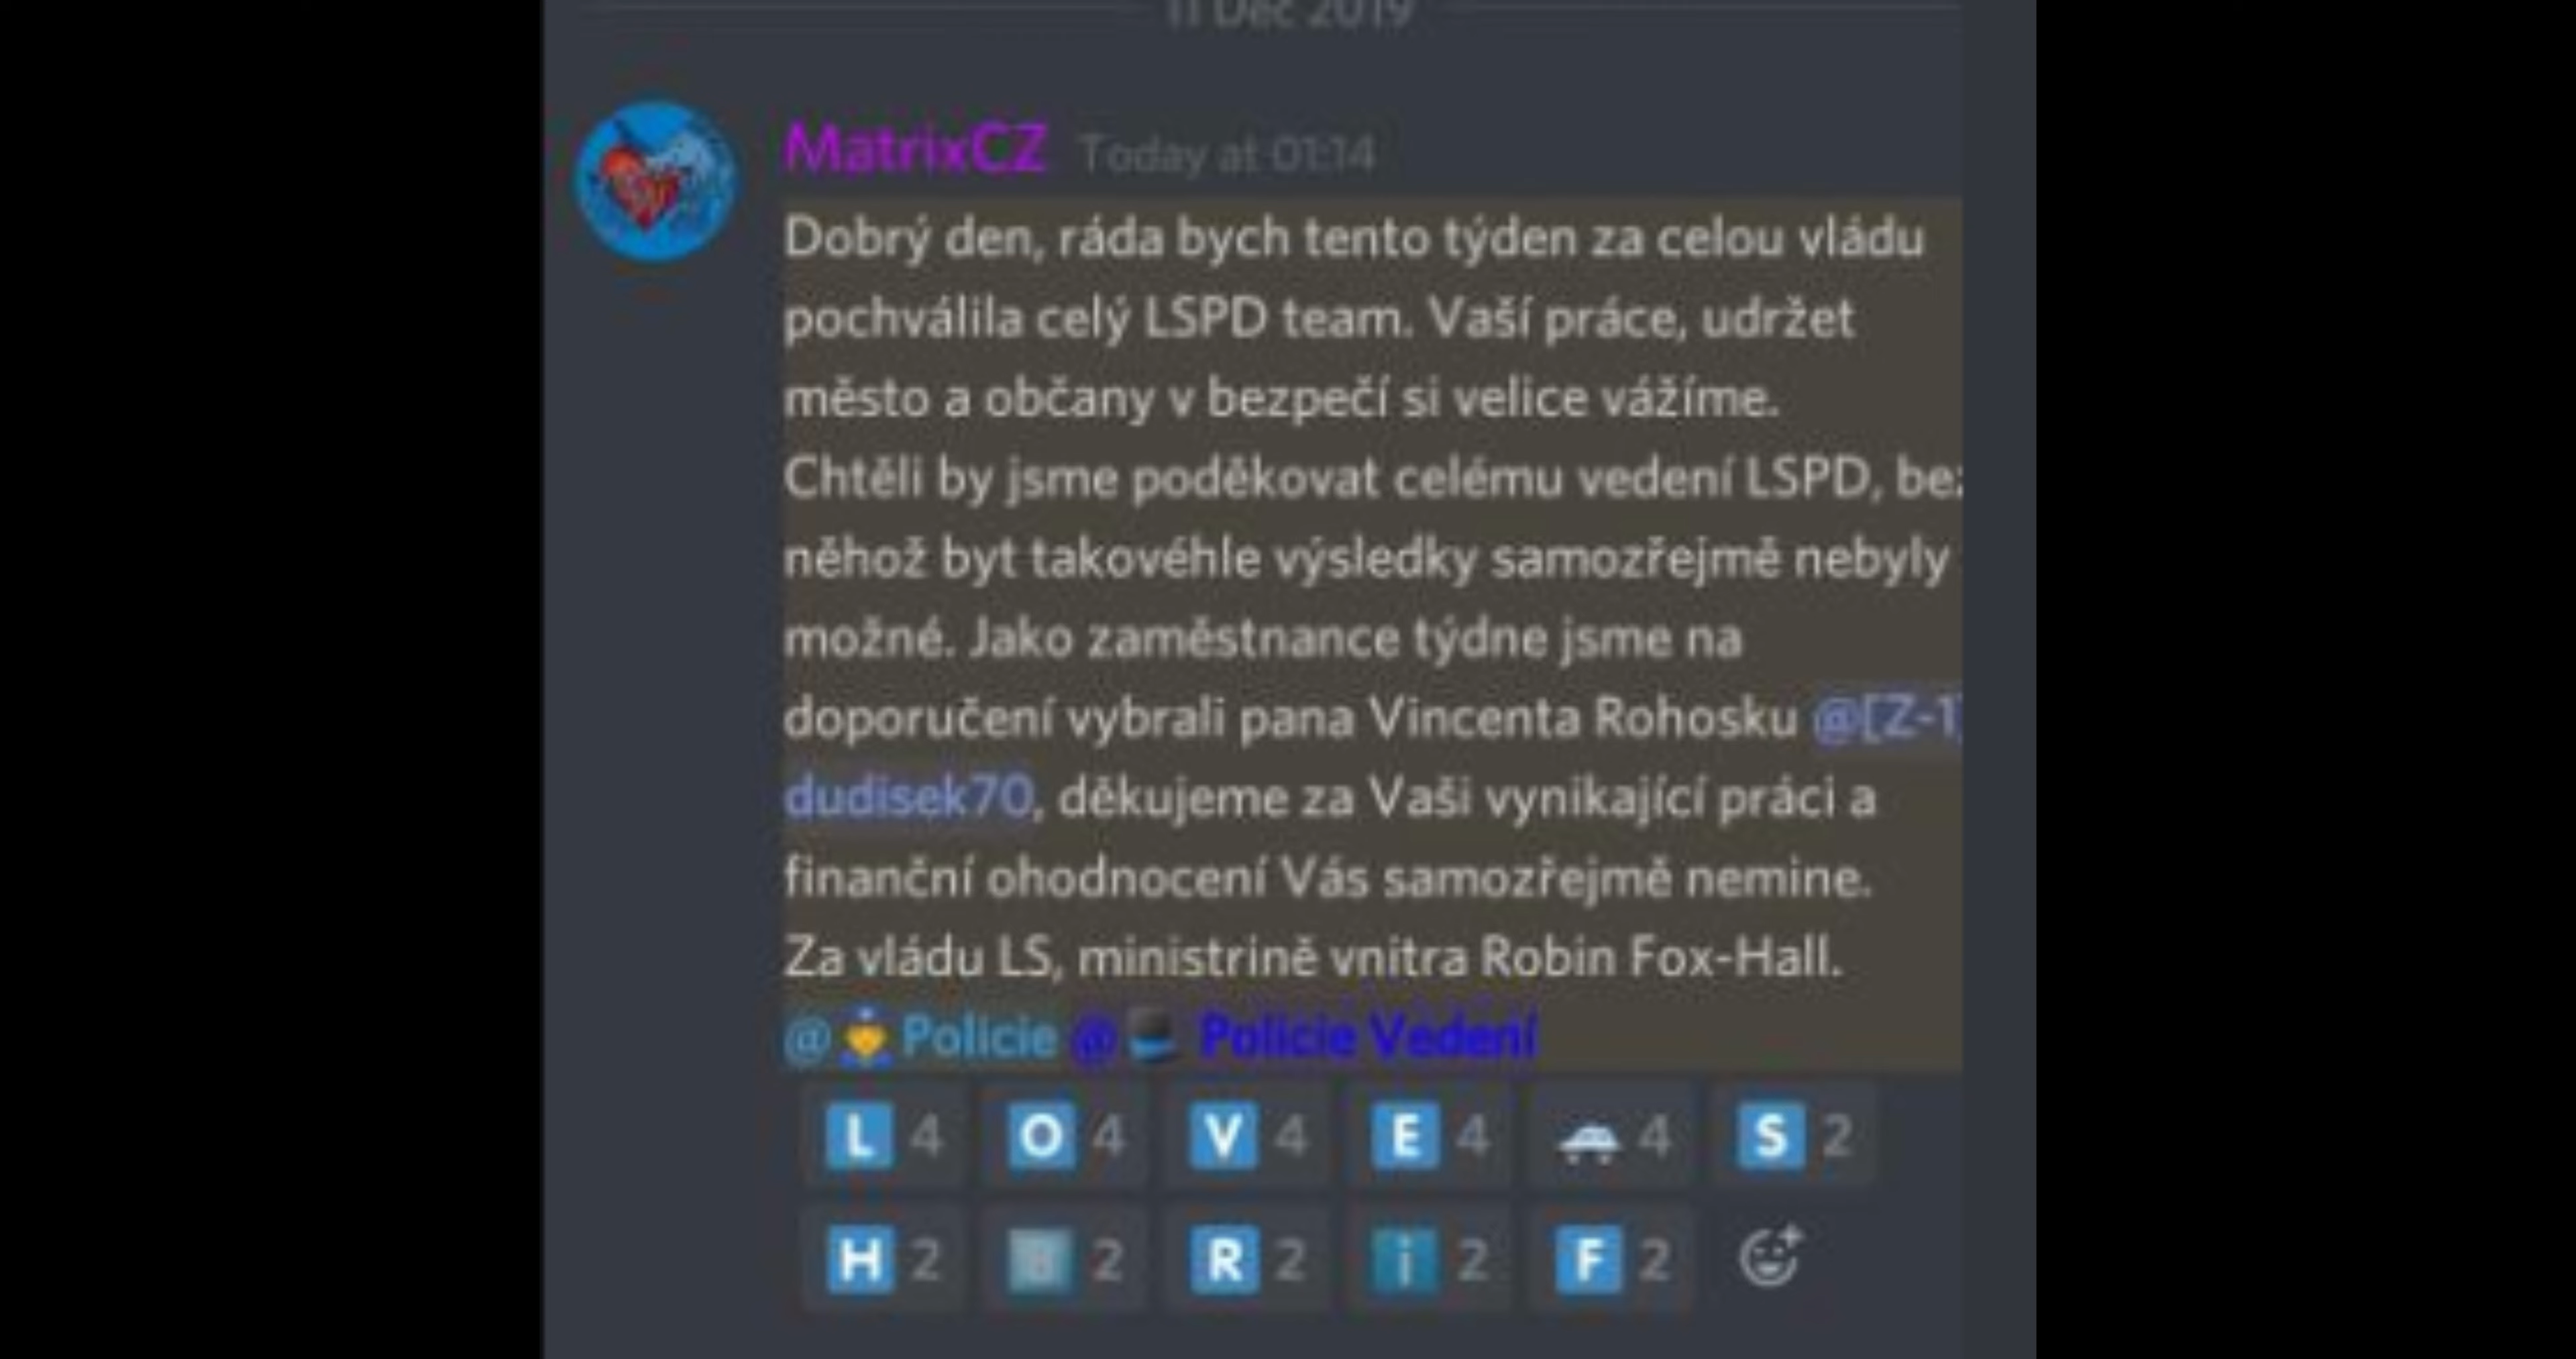 11 Dec 2019
MatrixCZ Today at 01:14
Dobrý den, ráda bych tento týden za celou vládu
pochválila celý LSPD team. Vaší práce, udržet
město a občany v bezpečí si velice vážíme.
Chtěli by jsme poděkovat celému vedení LSPD, bez
něhož byt takovéhle výsledky samozřejmě nebyly
možné. Jako zaměstnance týdne jsme na
doporučení vybrali pana Vincenta Rohosku @[Z-1]
dudisek70, děkujeme za Vaši vynikající práci a
finanční ohodnocení Vás samozřejmě nemine.
Za vládu LS, ministrině vnitra Robin Fox-Hall.
@Policie @Policie Vedení
L 4 O 4 V 4 E 4 4 S 2
H 2 2 R 2 i 2 F 2